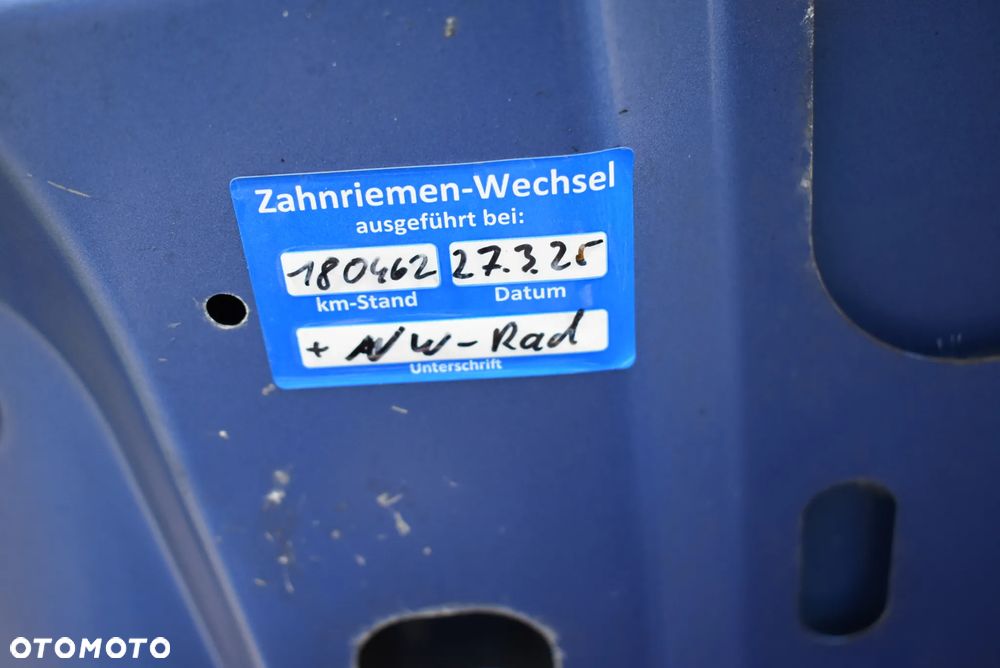 Zahnriemen-Wechsel
ausgeführt bei:
180462 27.3.25
km-Stand Datum
+ NW-Rad
Unterschrift
OTOMOTO